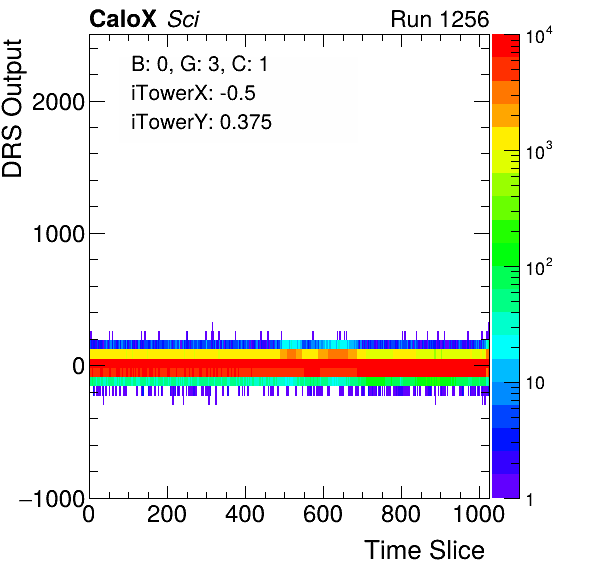 CaloX Sci Run 1256
B: 0, G: 3, C: 1
iTowerX: -0.5
iTowerY: 0.375
DRS Output
2000
1000
0
−1000
0 200 400 600 800 1000
Time Slice
10⁴
10³
10²
10
1